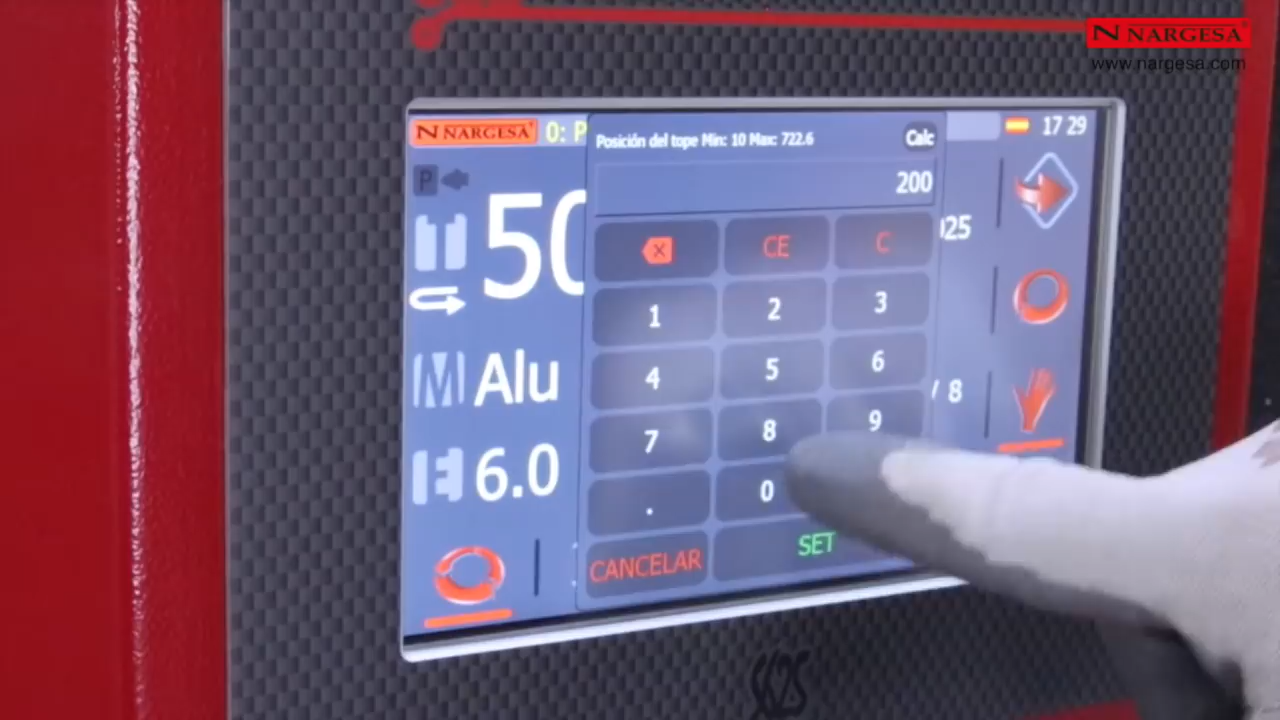 NARGESA
www.nargesa.com
NARGESA 0: P
Posición del tope Min: 10 Max: 722.6 Calc
17 29
P
200
50
025
CE C
1 2 3
M Alu
4 5 6
/ 8
7 8 9
E 6.0
. 0
CANCELAR SET